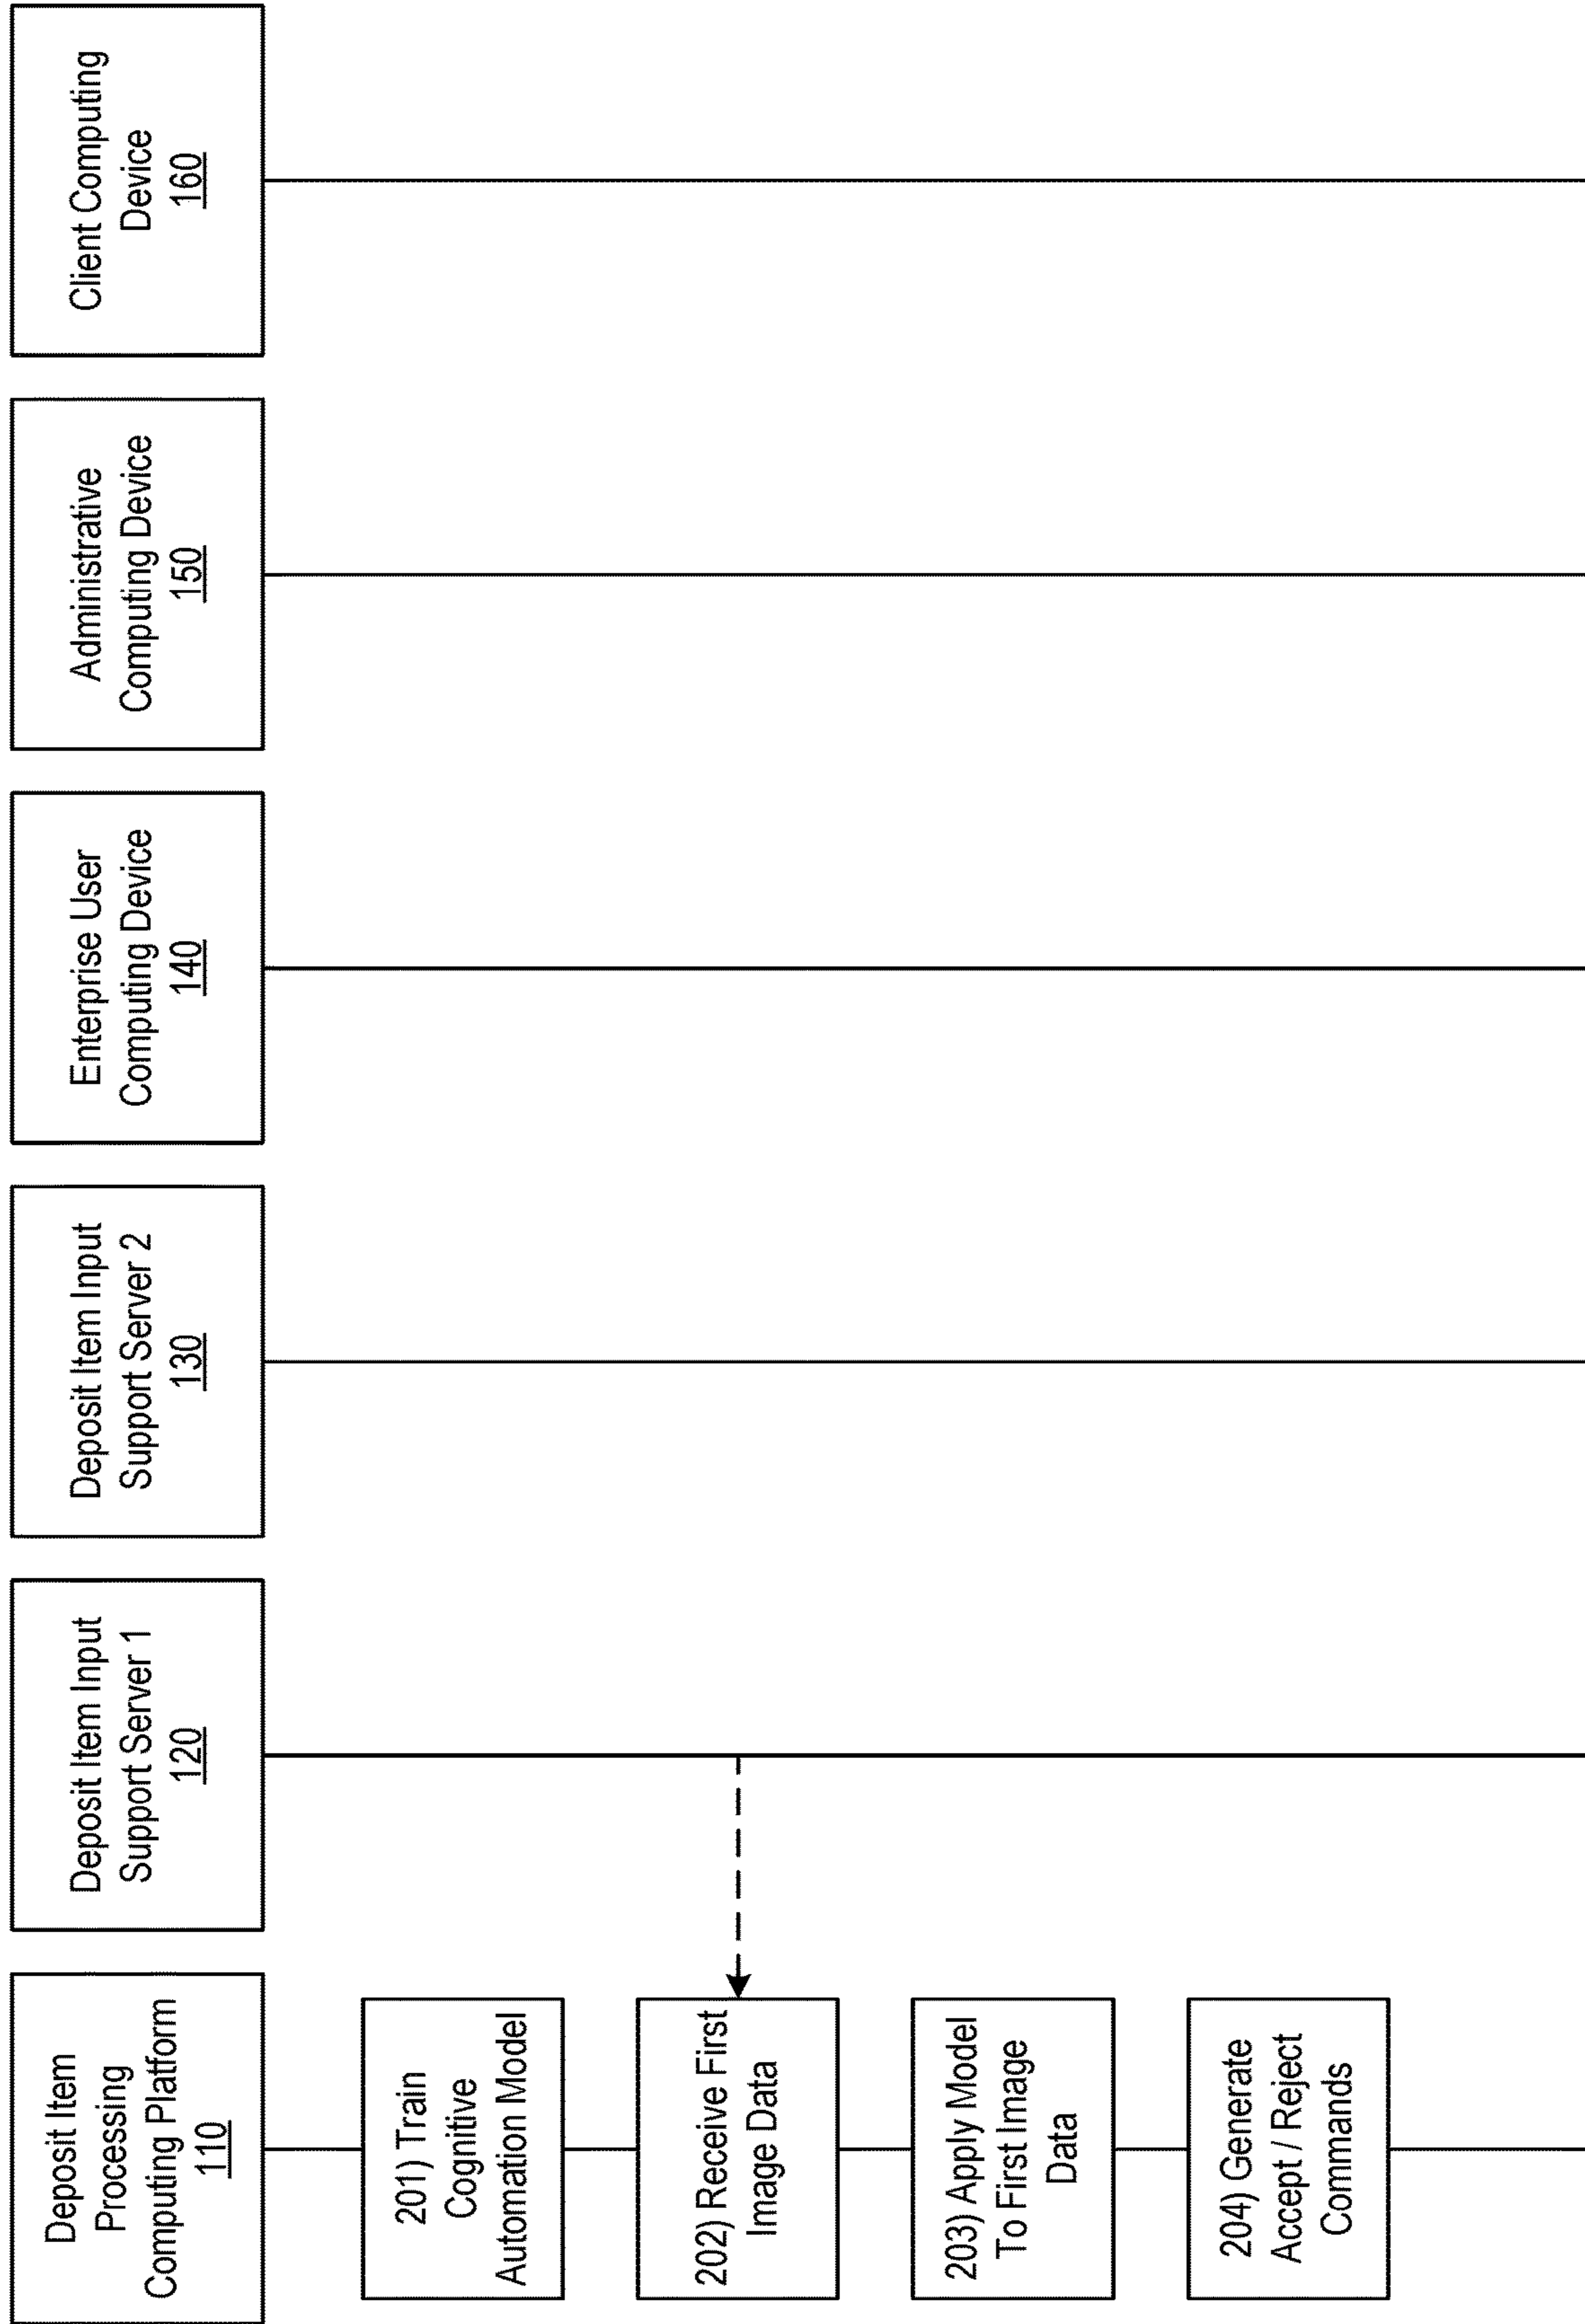 Deposit Item
Processing
Computing Platform
110
Deposit Item Input
Support Server 1
120
Deposit Item Input
Support Server 2
130
Enterprise User
Computing Device
140
Administrative
Computing Device
150
Client Computing
Device
160
201) Train
Cognitive
Automation Model
202) Receive First
Image Data
203) Apply Model
To First Image
Data
204) Generate
Accept / Reject
Commands